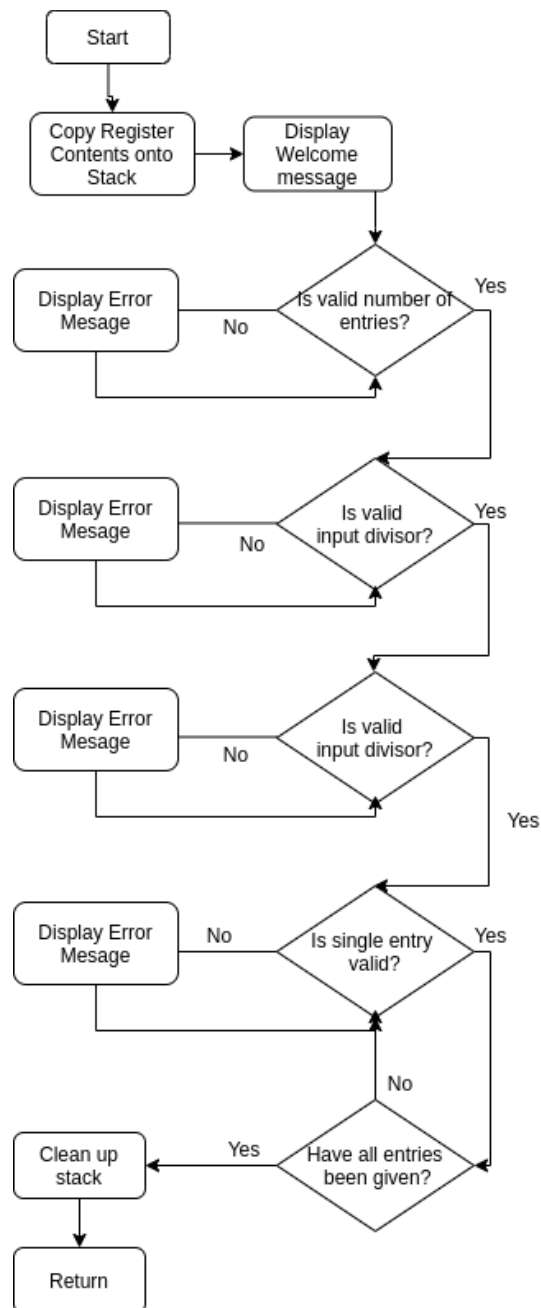 Start
Copy Register
Contents onto
Stack
Display
Welcome
message
Is valid number of
entries?
Yes
No
Display Error
Mesage
Is valid
input divisor?
Yes
No
Display Error
Mesage
Is valid
input divisor?
Yes
No
Display Error
Mesage
Is single entry
valid?
Yes
No
Display Error
Mesage
Have all entries
been given?
No
Yes
Clean up
stack
Return